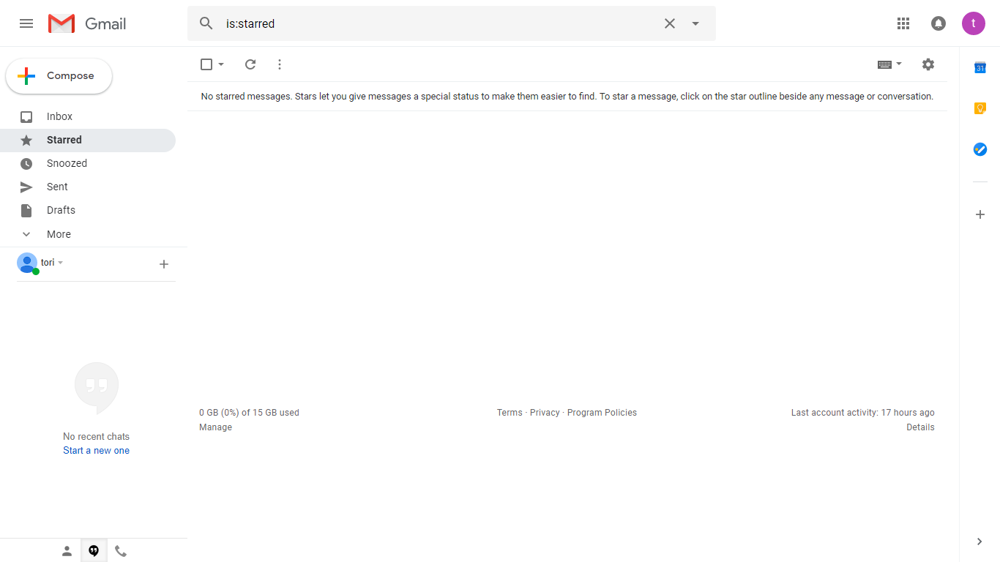 Gmail
is:starred
t
Compose
Inbox
Starred
Snoozed
Sent
Drafts
More
tori
No recent chats
Start a new one
No starred messages. Stars let you give messages a special status to make them easier to find. To star a message, click on the star outline beside any message or conversation.
0 GB (0%) of 15 GB used
Manage
Terms · Privacy · Program Policies
Last account activity: 17 hours ago
Details
31